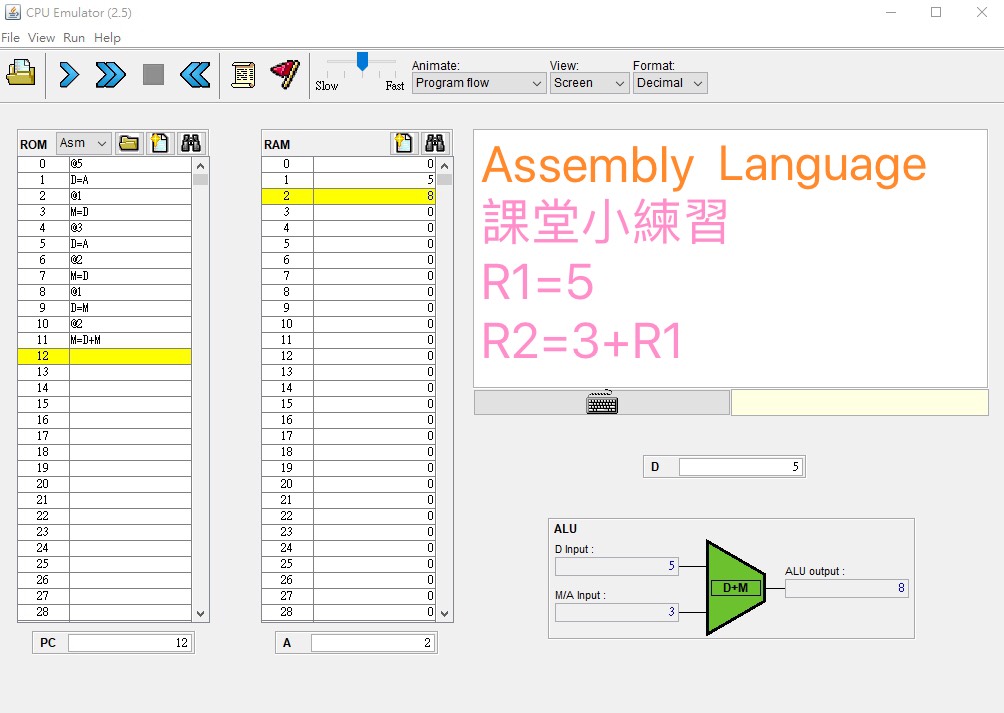 CPU Emulator (2.5)
File View Run Help
Slow Fast
Animate: View: Format:
Program flow Screen Decimal
ROM Asm
0 @5
1 D=A
2 @1
3 M=D
4 @3
5 D=A
6 @2
7 M=D
8 @1
9 D=M
10 @2
11 M=D+M
12
13
14
15
16
17
18
19
20
21
22
23
24
25
26
27
28
PC 12
RAM
0 0
1 5
2 8
3 0
4 0
5 0
6 0
7 0
8 0
9 0
10 0
11 0
12 0
13 0
14 0
15 0
16 0
17 0
18 0
19 0
20 0
21 0
22 0
23 0
24 0
25 0
26 0
27 0
28 0
A 2
Assembly Language
課堂小練習
R1=5
R2=3+R1
D 5
ALU
D Input :
5
M/A Input :
3
D+M
ALU output :
8